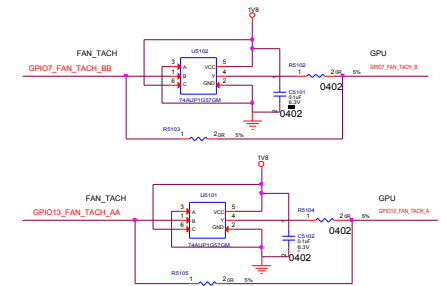 1V8
FAN_TACH
U5102
GPU
GPIO7_FAN_TACH_BB
3 A VCC 5
1 B Y 4
6 C GND 2
74AUP1G57GM
R5102
1 2 0R 5%
0402
GPIO7_FAN_TACH_B
C5101
0.1uF
6.3V
0402
R5103
1 2 0R 5%
1V8
FAN_TACH
U5101
GPU
GPIO13_FAN_TACH_AA
3 A VCC 5
1 B Y 4
6 C GND 2
74AUP1G57GM
R5104
1 2 0R 5%
0402
GPIO13_FAN_TACH_A
C5102
0.1uF
6.3V
0402
R5105
1 2 0R 5%